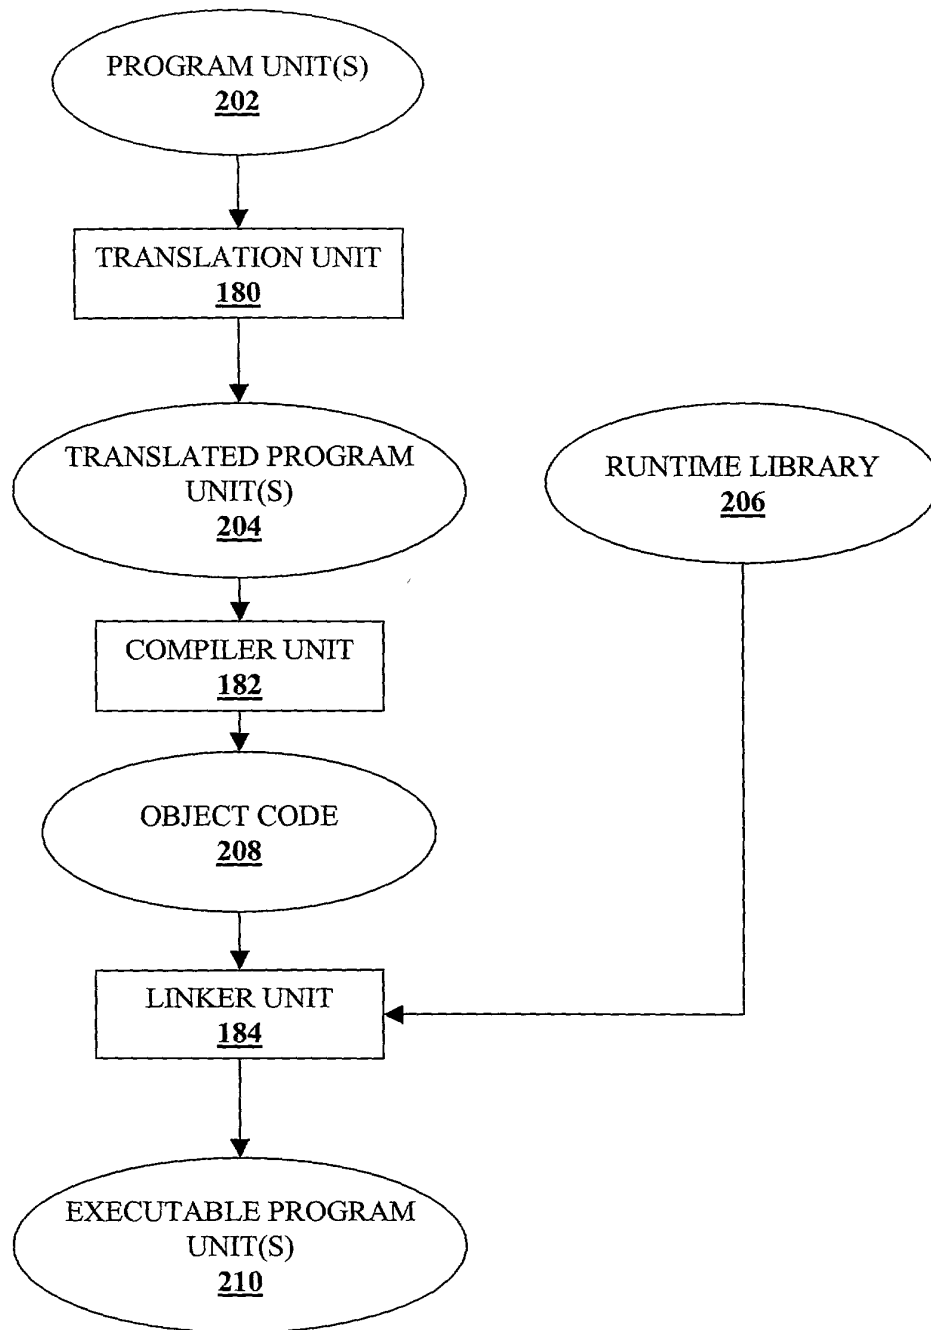 PROGRAM UNIT(S)
202
TRANSLATION UNIT
180
TRANSLATED PROGRAM
UNIT(S)
204
RUNTIME LIBRARY
206
COMPILER UNIT
182
OBJECT CODE
208
LINKER UNIT
184
EXECUTABLE PROGRAM
UNIT(S)
210